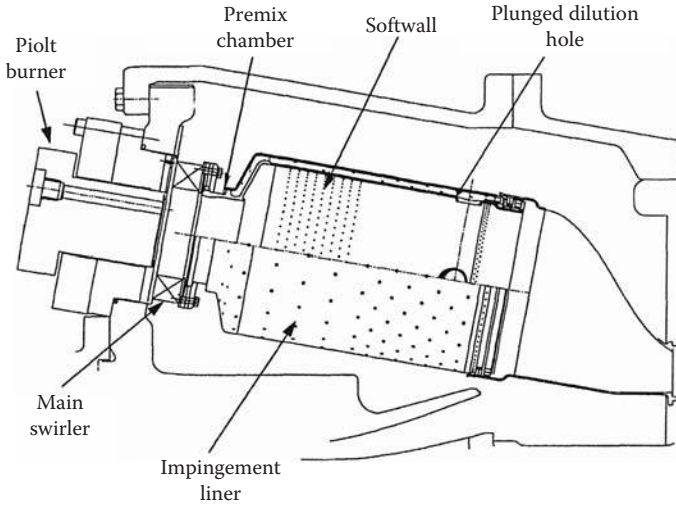 Premix
chamber
Softwall
Plunged dilution
hole
Piolt
burner
Main
swirler
Impingement
liner